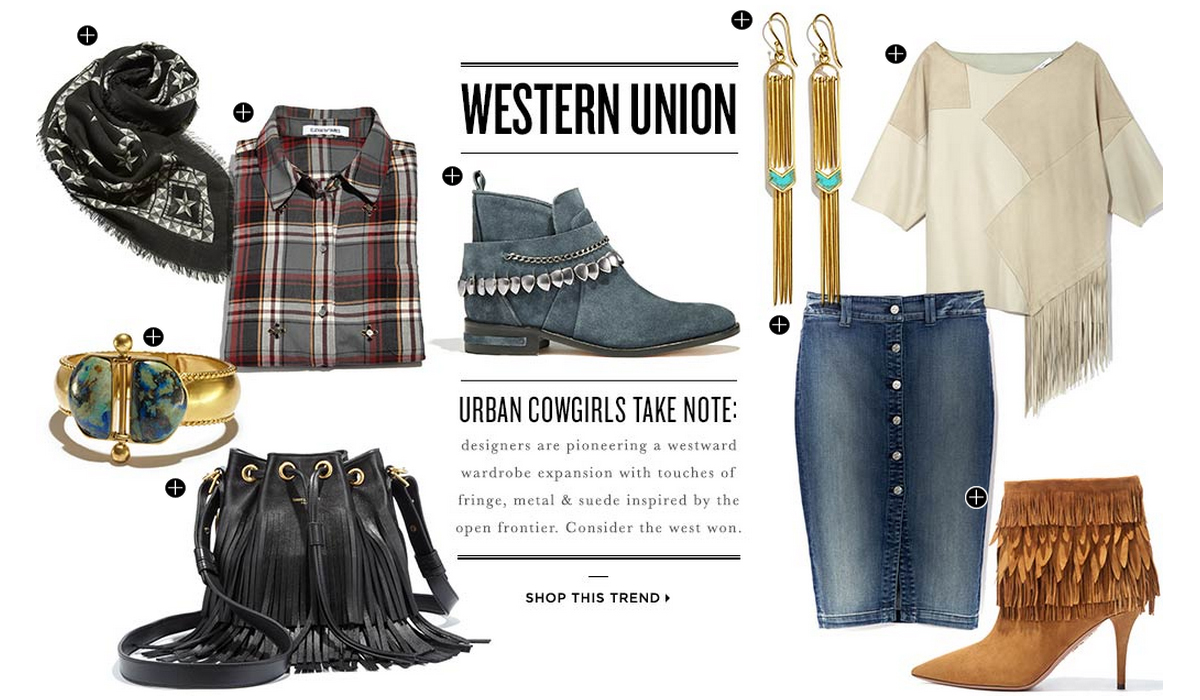 WESTERN UNION
URBAN COWGIRLS TAKE NOTE:
designers are pioneering a westward
wardrobe expansion with touches of
fringe, metal & suede inspired by the
open frontier. Consider the west won.
SHOP THIS TREND